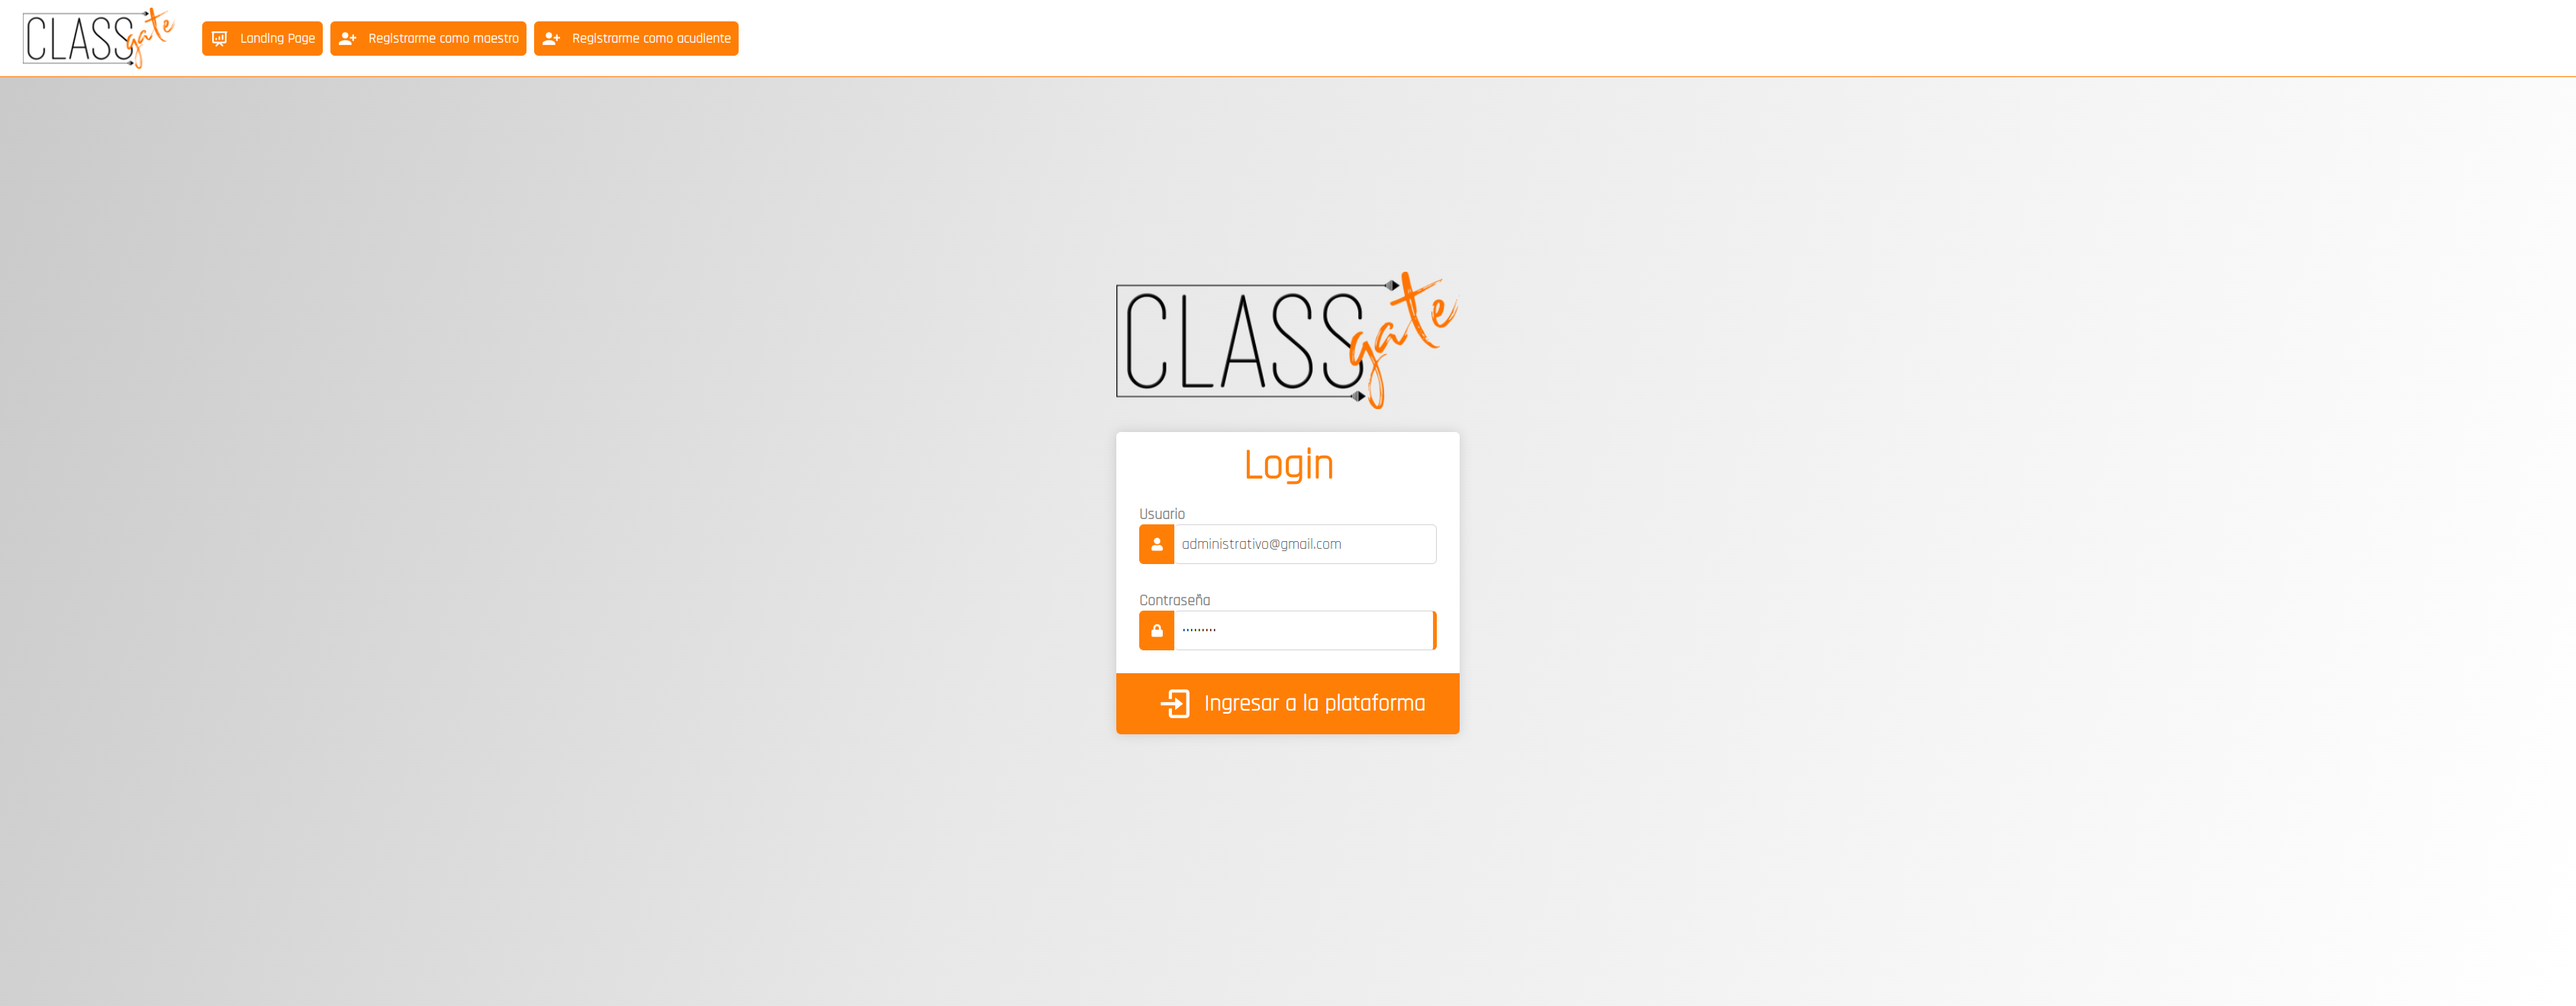 CLASSgate
Landing Page
Registrarme como maestro
Registrarme como acudiente
CLASSgate
Login
Usuario
administrativo@gmail.com
Contraseña
·········
Ingresar a la plataforma